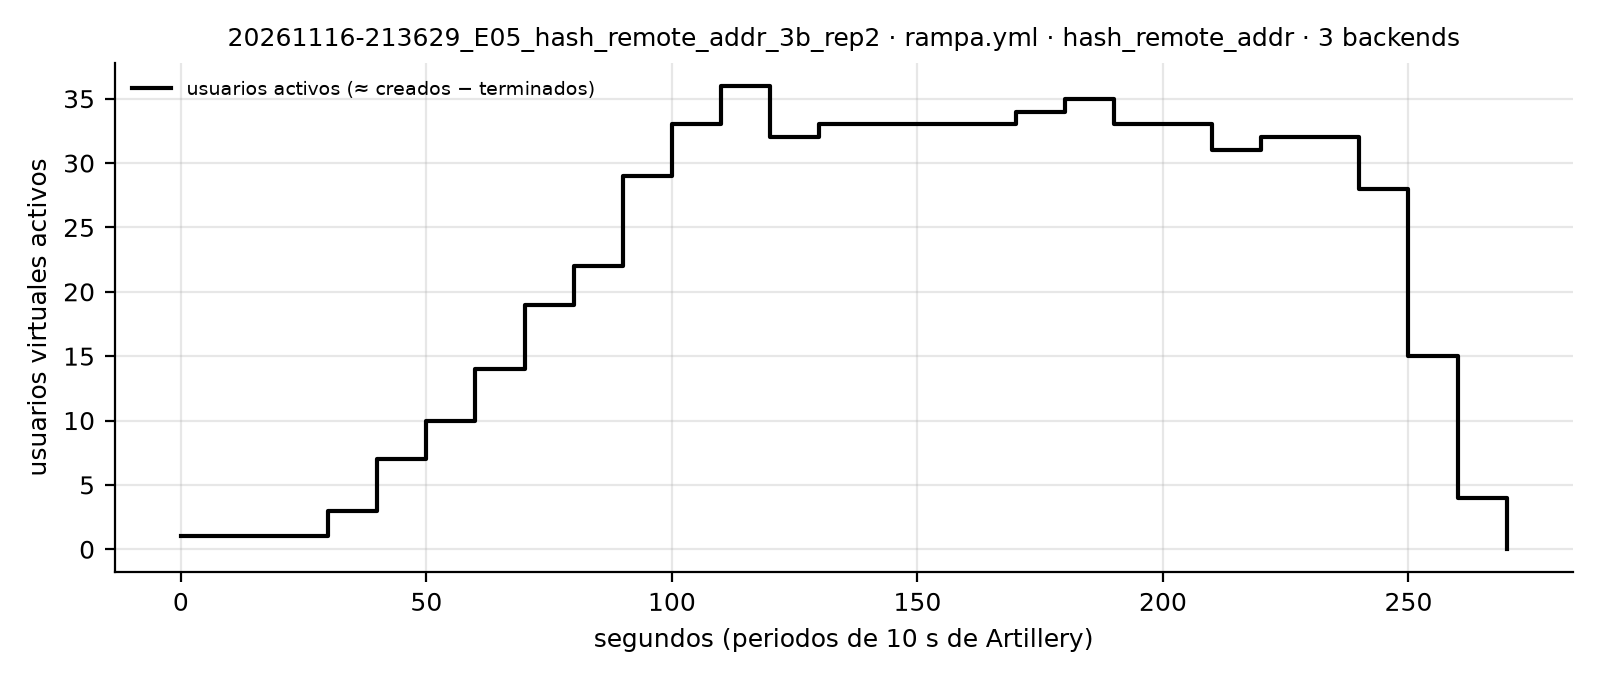 20261116-213629_E05_hash_remote_addr_3b_rep2 · rampa.yml · hash_remote_addr · 3 backends
usuarios activos (≈ creados − terminados)
usuarios virtuales activos
35
30
25
20
15
10
5
0
0 50 100 150 200 250
segundos (periodos de 10 s de Artillery)